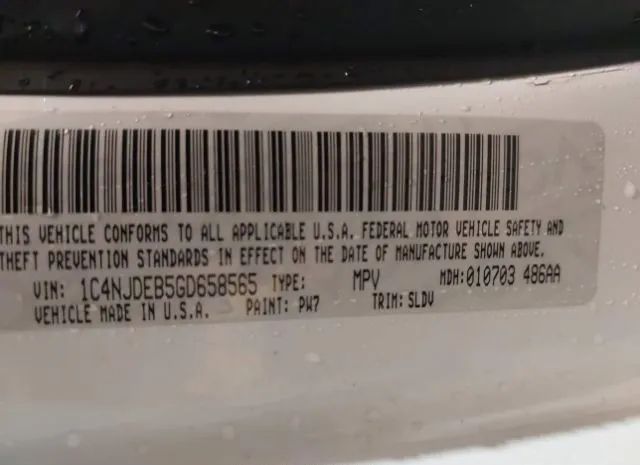 THIS VEHICLE CONFORMS TO ALL APPLICABLE U.S.A. FEDERAL MOTOR VEHICLE SAFETY AND
THEFT PREVENTION STANDARDS IN EFFECT ON THE DATE OF MANUFACTURE SHOWN ABOVE.
VIN: 1C4NJDEB5GD658565 TYPE: MPV MDH:010703 486AA
VEHICLE MADE IN U.S.A. PAINT: PW7 TRIM: SLDV